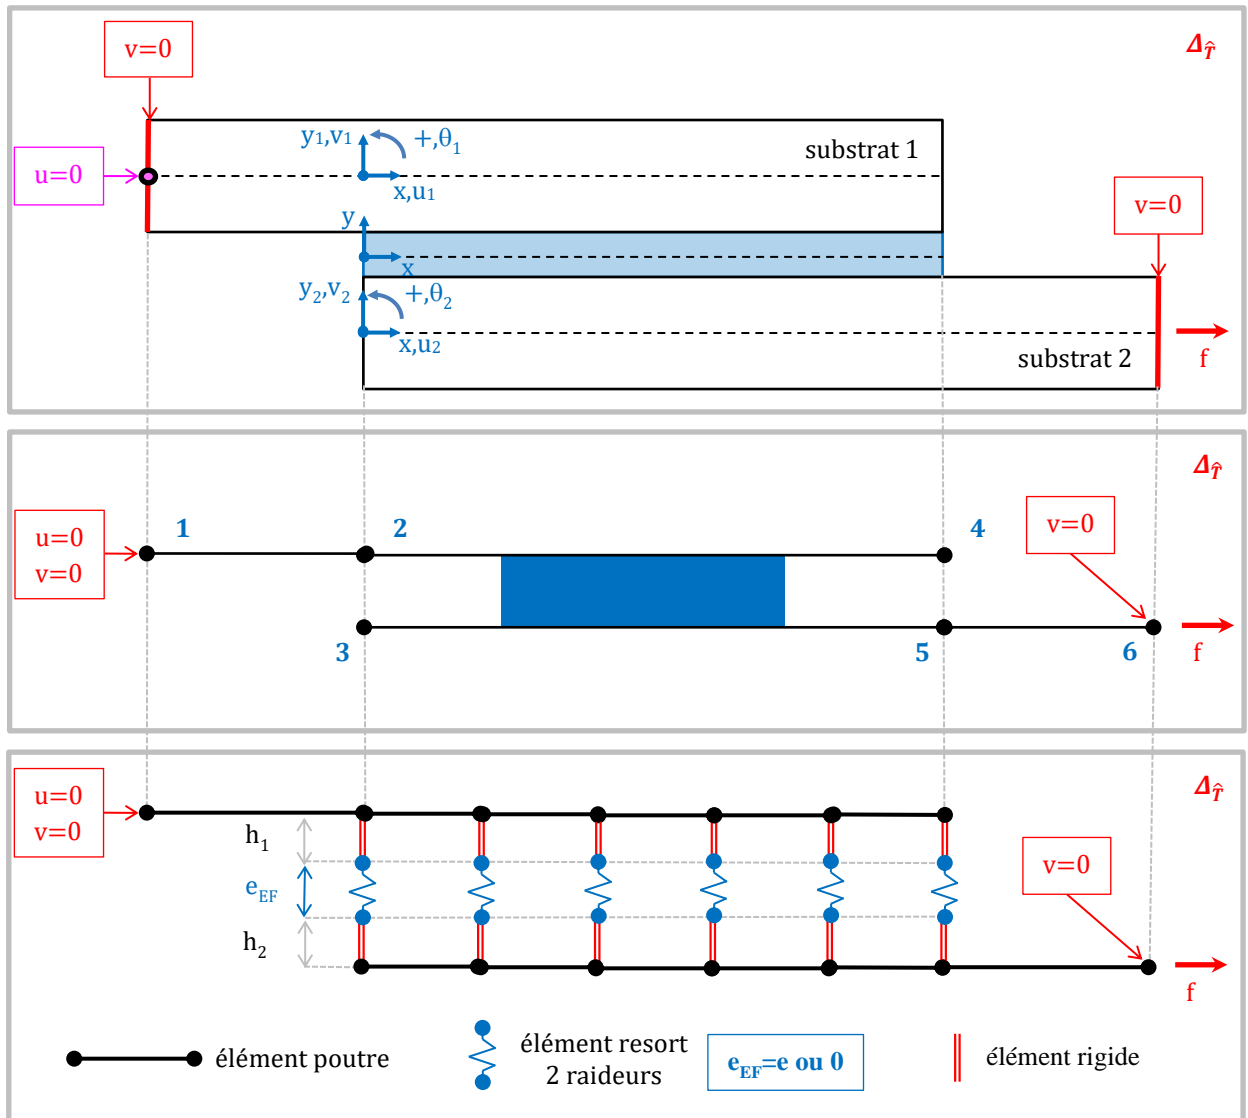 v=0
Δ_T̂
y₁,v₁
+,θ₁
substrat 1
u=0
x,u₁
v=0
y
x
y₂,v₂
+,θ₂
x,u₂
substrat 2
f
Δ_T̂
u=0
v=0
1
2
4
v=0
3
5
6
f
Δ_T̂
u=0
v=0
h₁
v=0
e_EF
h₂
f
élément poutre
élément resort
2 raideurs
e_EF=e ou 0
élément rigide